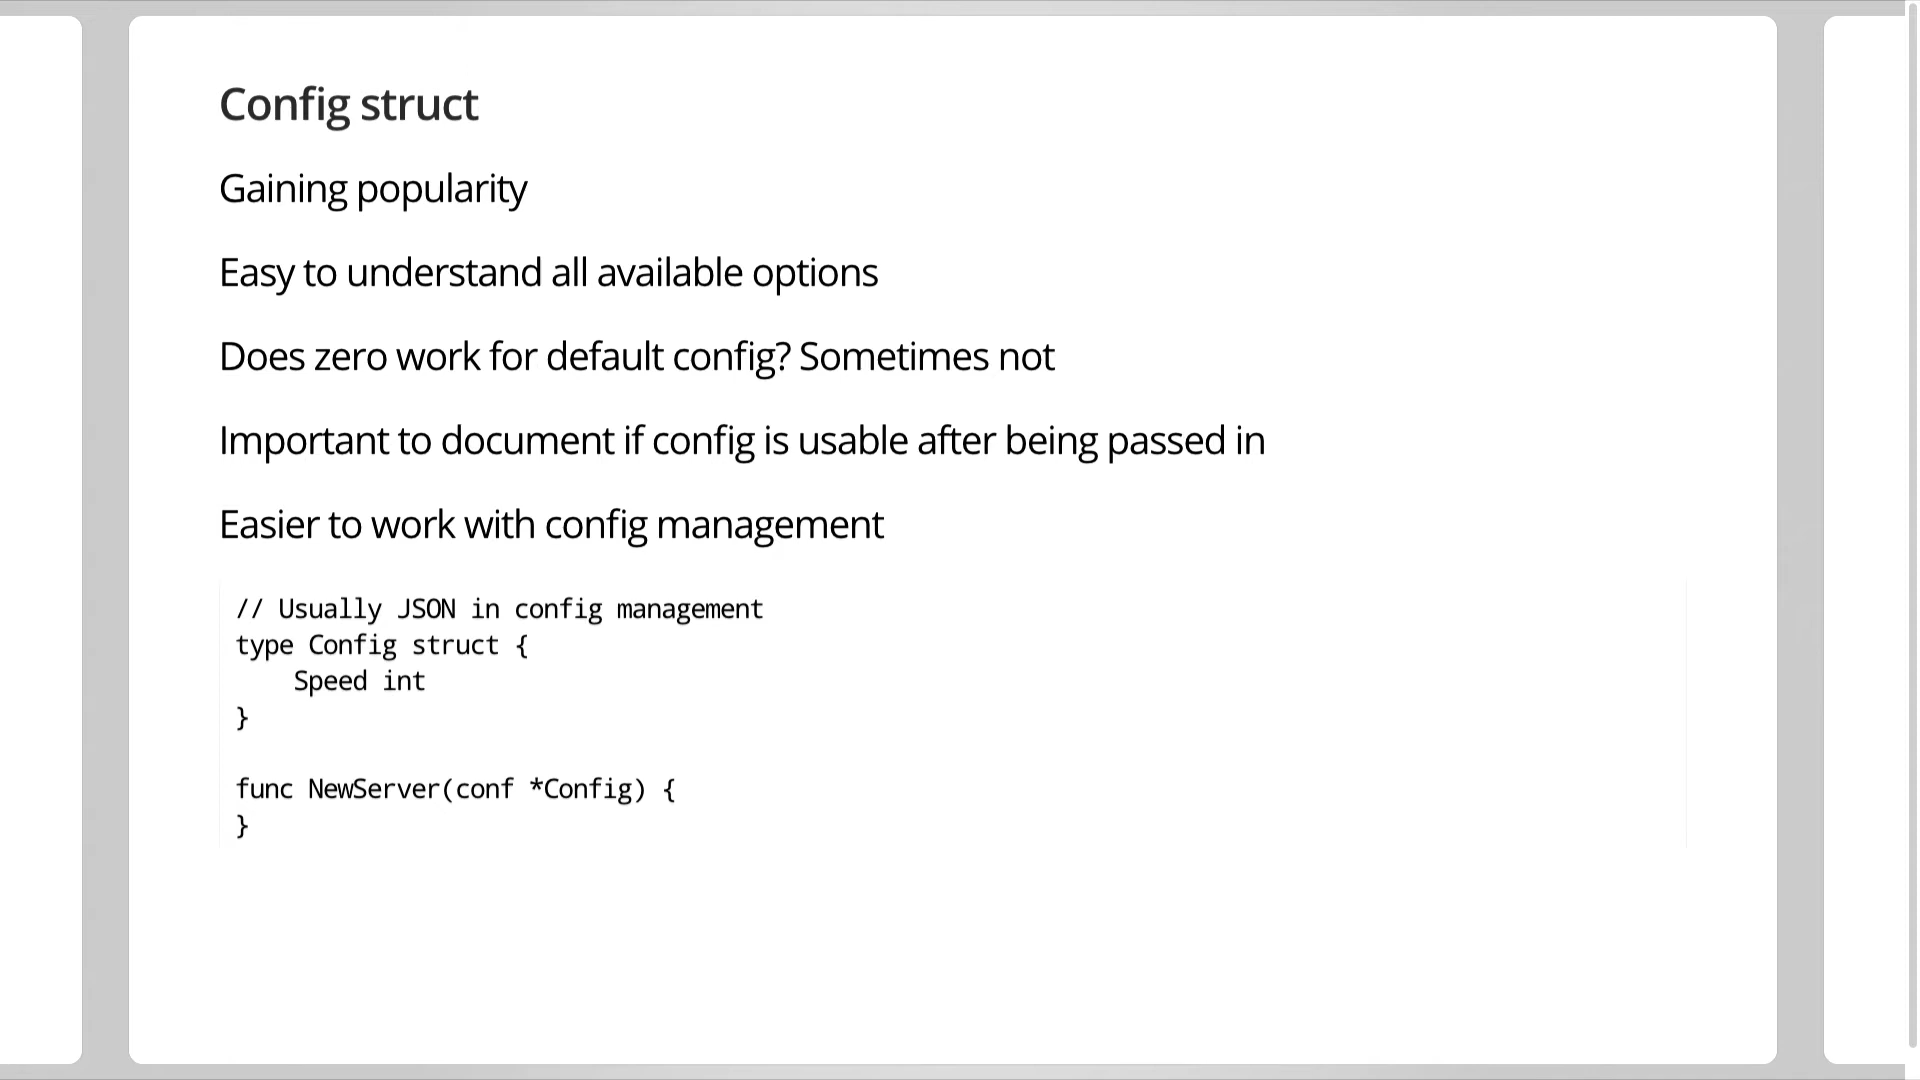 Config struct
Gaining popularity
Easy to understand all available options
Does zero work for default config? Sometimes not
Important to document if config is usable after being passed in
Easier to work with config management
// Usually JSON in config management
type Config struct {
    Speed int
}

func NewServer(conf *Config) {
}